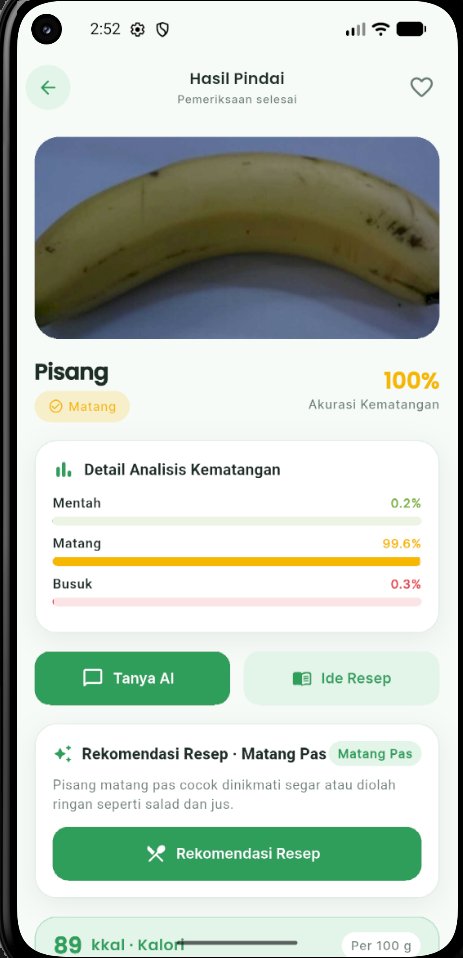 2:52
Hasil Pindai
Pemeriksaan selesai
Pisang
Matang
100%
Akurasi Kematangan
Detail Analisis Kematangan
Mentah 0.2%
Matang 99.6%
Busuk 0.3%
Tanya AI
Ide Resep
Rekomendasi Resep · Matang Pas Matang Pas
Pisang matang pas cocok dinikmati segar atau diolah
ringan seperti salad dan jus.
Rekomendasi Resep
89 kkal · Kalori Per 100 g